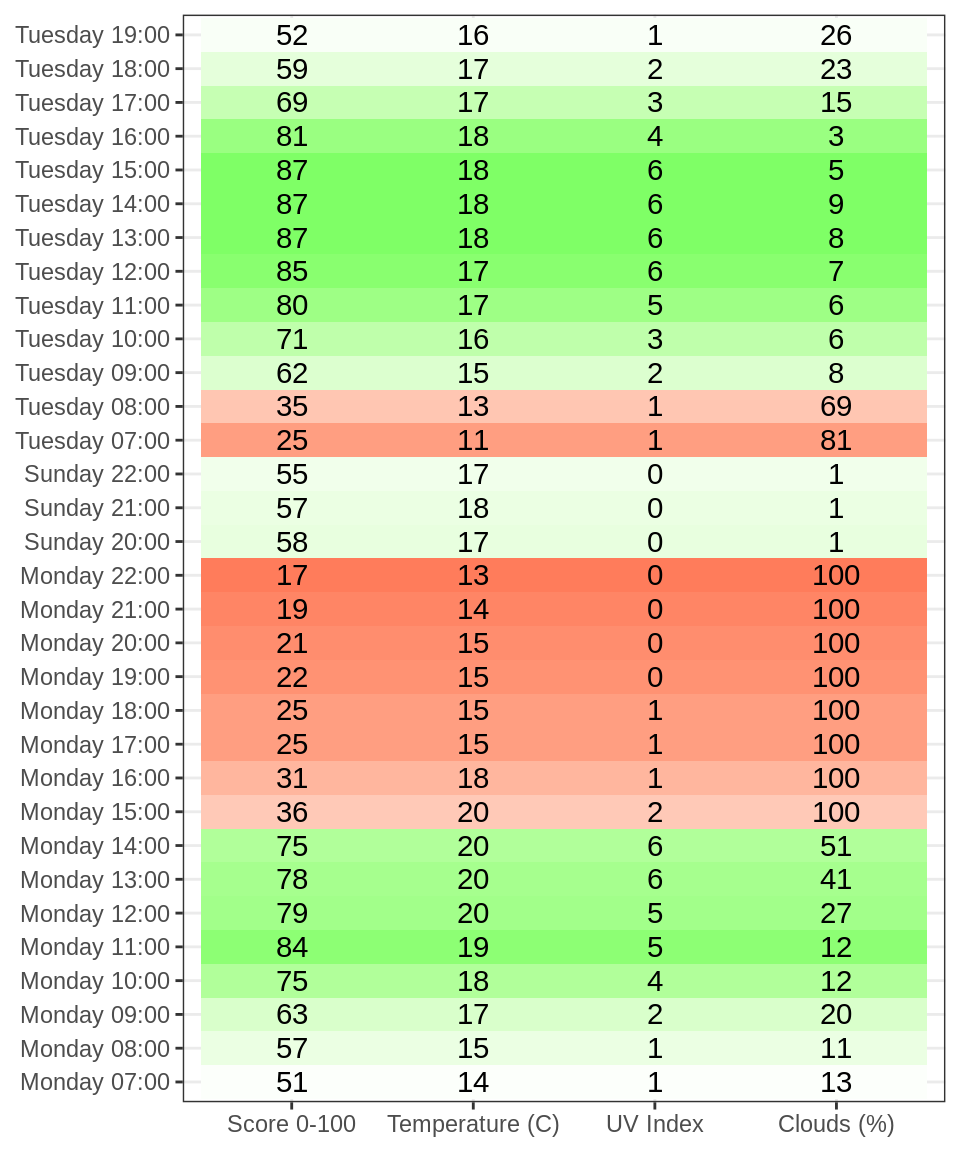 Tuesday 19:00 52 16 1 26
Tuesday 18:00 59 17 2 23
Tuesday 17:00 69 17 3 15
Tuesday 16:00 81 18 4 3
Tuesday 15:00 87 18 6 5
Tuesday 14:00 87 18 6 9
Tuesday 13:00 87 18 6 8
Tuesday 12:00 85 17 6 7
Tuesday 11:00 80 17 5 6
Tuesday 10:00 71 16 3 6
Tuesday 09:00 62 15 2 8
Tuesday 08:00 35 13 1 69
Tuesday 07:00 25 11 1 81
Sunday 22:00 55 17 0 1
Sunday 21:00 57 18 0 1
Sunday 20:00 58 17 0 1
Monday 22:00 17 13 0 100
Monday 21:00 19 14 0 100
Monday 20:00 21 15 0 100
Monday 19:00 22 15 0 100
Monday 18:00 25 15 1 100
Monday 17:00 25 15 1 100
Monday 16:00 31 18 1 100
Monday 15:00 36 20 2 100
Monday 14:00 75 20 6 51
Monday 13:00 78 20 6 41
Monday 12:00 79 20 5 27
Monday 11:00 84 19 5 12
Monday 10:00 75 18 4 12
Monday 09:00 63 17 2 20
Monday 08:00 57 15 1 11
Monday 07:00 51 14 1 13
Score 0-100 Temperature (C) UV Index Clouds (%)